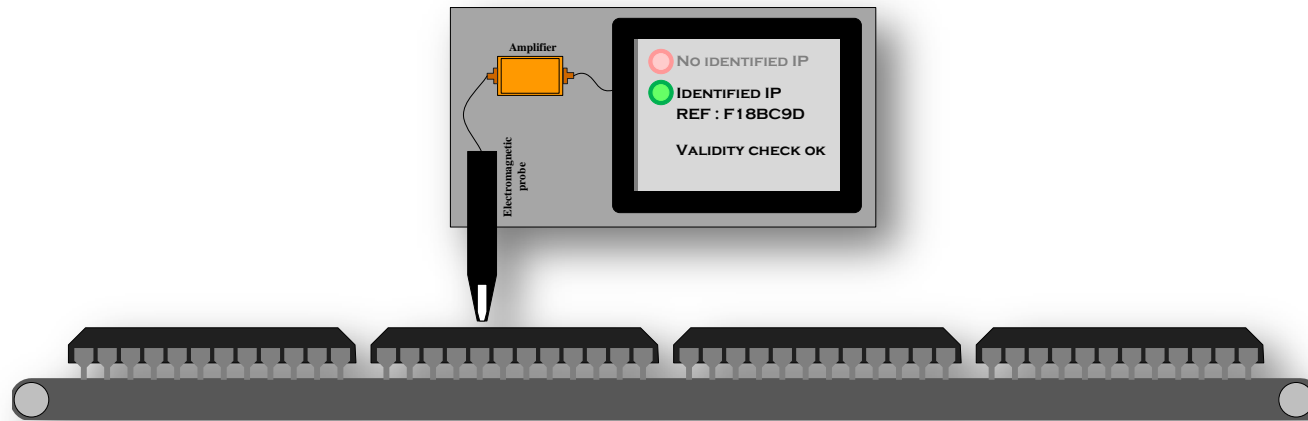 Amplifier
No identified IP
Identified IP
REF : F18BC9D
Validity check ok
Electromagnetic
probe